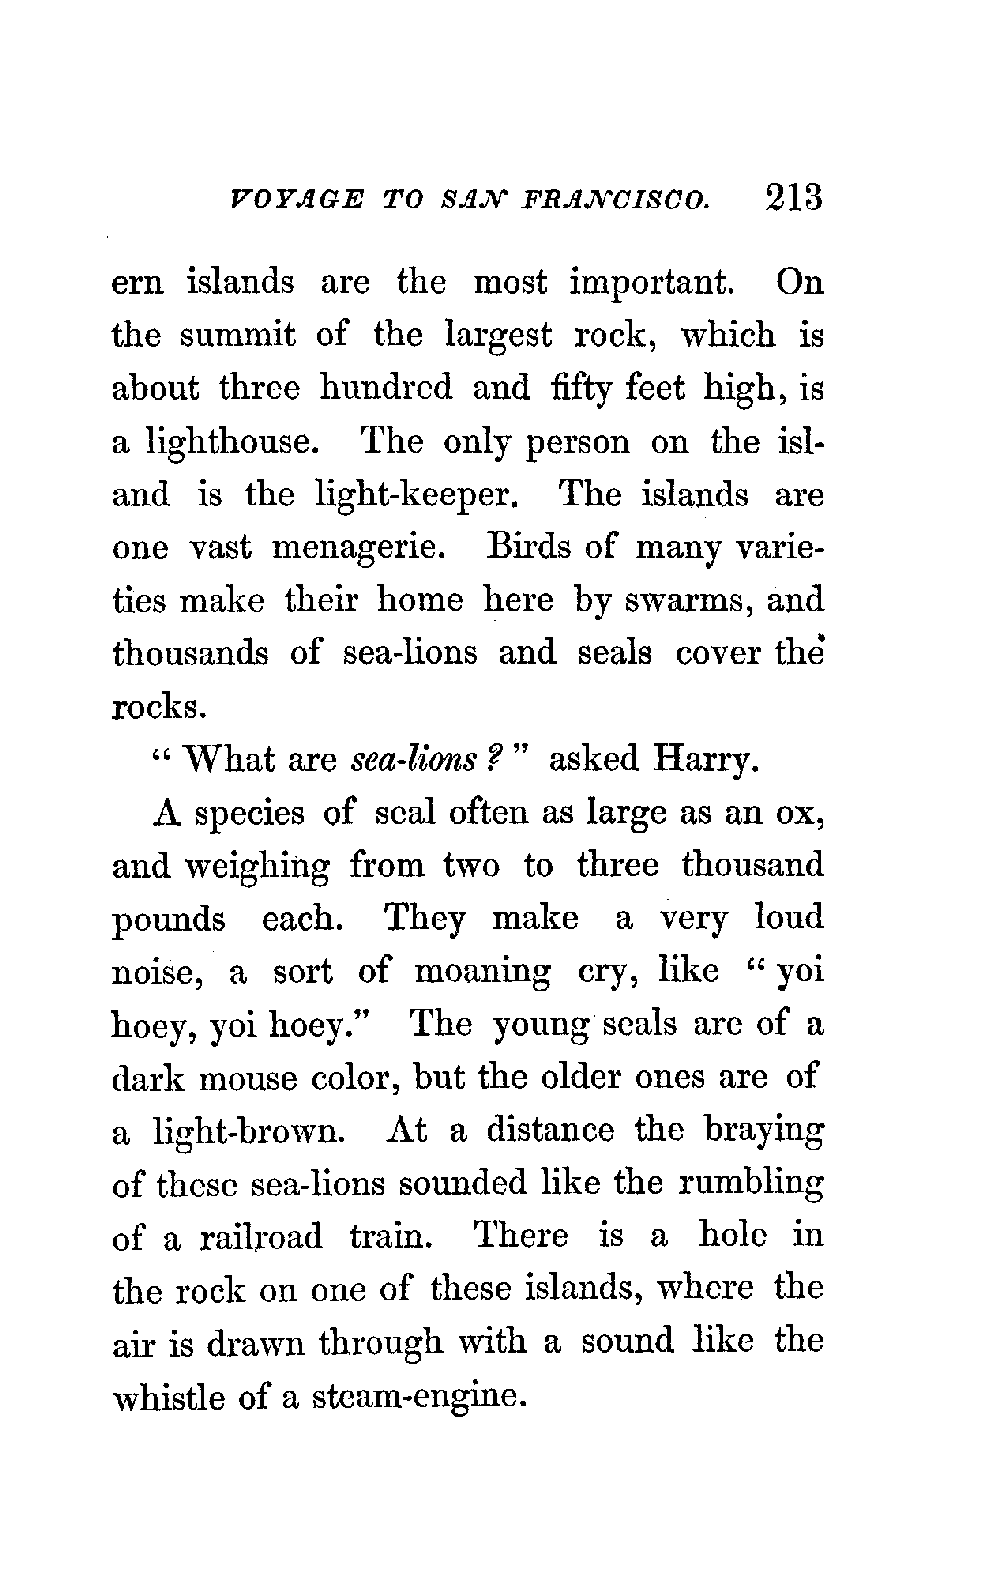 VOYAGE TO SAN FRANCISCO. 213
ern islands are the most important. On
the summit of the largest rock, which is
about three hundred and fifty feet high, is
a lighthouse. The only person on the isl-
and is the light-keeper. The islands are
one vast menagerie. Birds of many varie-
ties make their home here by swarms, and
thousands of sea-lions and seals cover the
rocks.
“ What are sea-lions ? ” asked Harry.
A species of seal often as large as an ox,
and weighing from two to three thousand
pounds each. They make a very loud
noise, a sort of moaning cry, like “ yoi
hoey, yoi hoey.” The young seals are of a
dark mouse color, but the older ones are of
a light-brown. At a distance the braying
of these sea-lions sounded like the rumbling
of a railroad train. There is a hole in
the rock on one of these islands, where the
air is drawn through with a sound like the
whistle of a steam-engine.